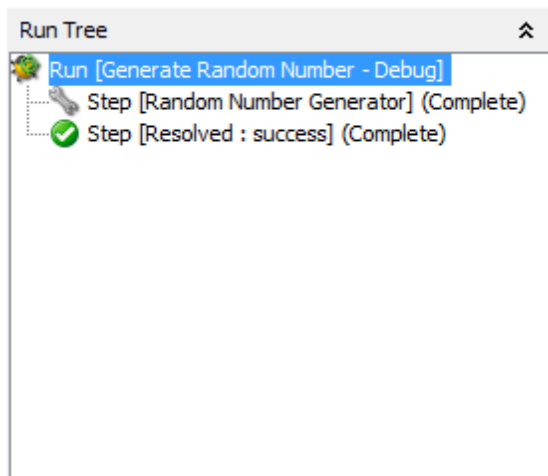 Run Tree
Run [Generate Random Number - Debug]
Step [Random Number Generator] (Complete)
Step [Resolved : success] (Complete)